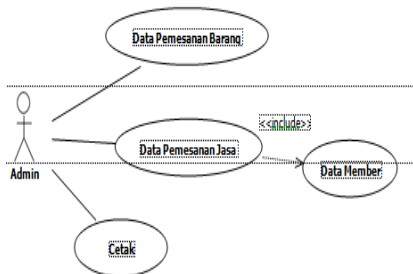 Data Pemesanan Barang
<<include>>
Data Pemesanan Jasa
Admin
Data Member
Cetak